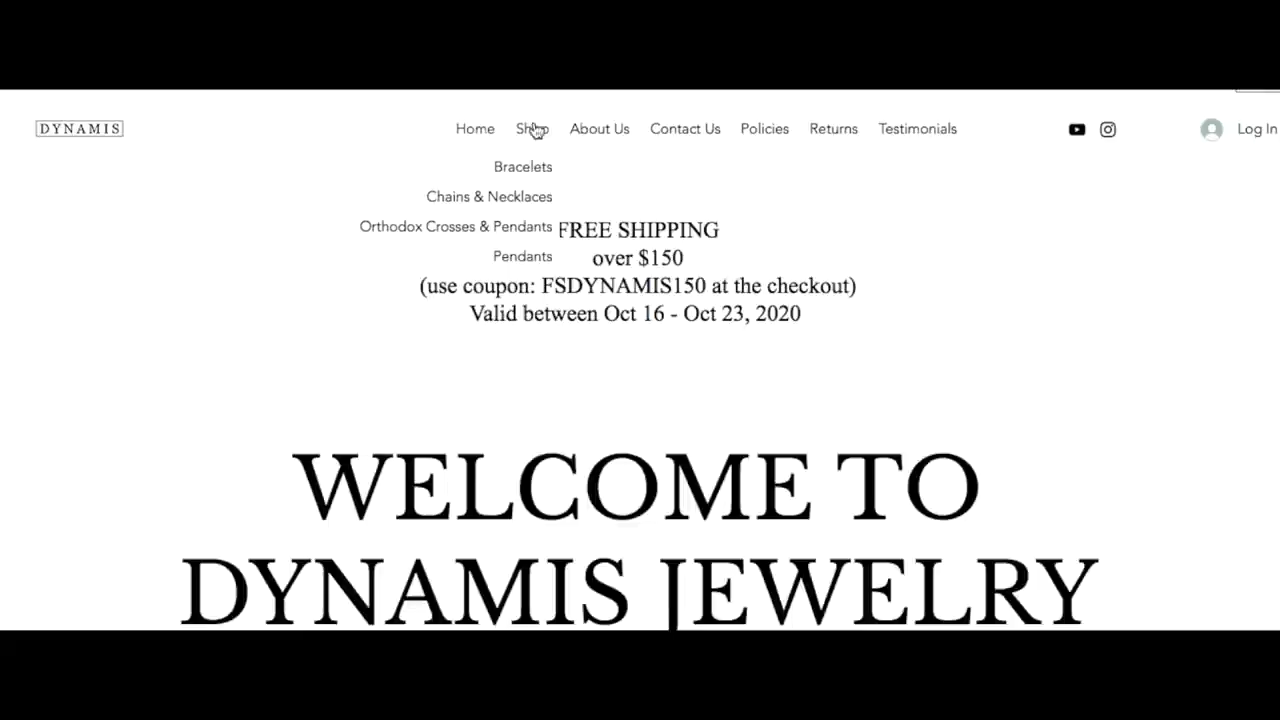 DYNAMIS
Home Shop About Us Contact Us Policies Returns Testimonials Log In
Bracelets
Chains & Necklaces
Orthodox Crosses & Pendants
Pendants
FREE SHIPPING
over $150
(use coupon: FSDYNAMIS150 at the checkout)
Valid between Oct 16 - Oct 23, 2020
WELCOME TO
DYNAMIS JEWELRY